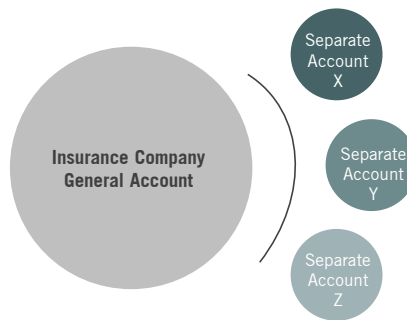 Insurance Company
General Account
Separate
Account
X
Separate
Account
Y
Separate
Account
Z